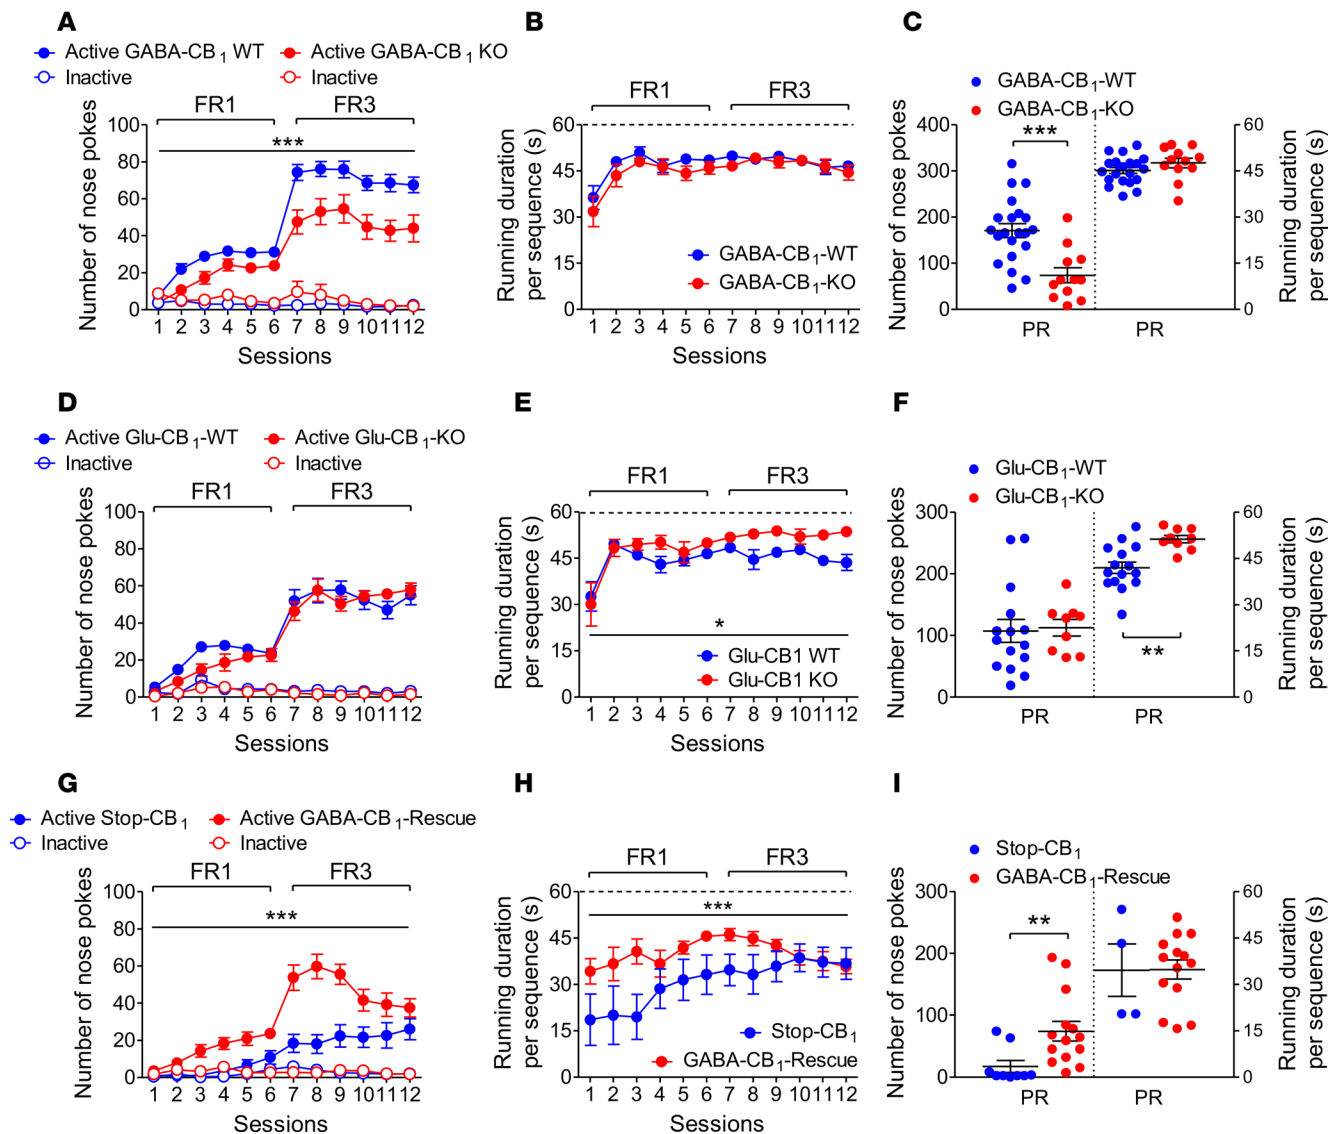 A
Active GABA-CB1 WT
Active GABA-CB1 KO
Inactive
Inactive
FR1
FR3
***
100
80
60
40
20
0
Number of nose pokes
1 2 3 4 5 6 7 8 9 10 11 12
Sessions
B
FR1
FR3
60
45
30
15
0
Running duration
per sequence (s)
GABA-CB1-WT
GABA-CB1-KO
1 2 3 4 5 6 7 8 9 10 11 12
Sessions
C
GABA-CB1-WT
GABA-CB1-KO
***
400
300
200
100
0
Number of nose pokes
60
45
30
15
0
Running duration
per sequence (s)
PR
PR
D
Active Glu-CB1-WT
Active Glu-CB1-KO
Inactive
Inactive
FR1
FR3
100
80
60
40
20
0
Number of nose pokes
1 2 3 4 5 6 7 8 9 10 11 12
Sessions
E
FR1
FR3
60
45
30
15
0
Running duration
per sequence (s)
*
Glu-CB1 WT
Glu-CB1 KO
1 2 3 4 5 6 7 8 9 10 11 12
Sessions
F
Glu-CB1-WT
Glu-CB1-KO
300
200
100
0
Number of nose pokes
**
60
45
30
15
0
Running duration
per sequence (s)
PR
PR
G
Active Stop-CB1
Active GABA-CB1-Rescue
Inactive
Inactive
FR1
FR3
***
100
80
60
40
20
0
Number of nose pokes
1 2 3 4 5 6 7 8 9 10 11 12
Sessions
H
FR1
FR3
***
60
45
30
15
0
Running duration
per sequence (s)
Stop-CB1
GABA-CB1-Rescue
1 2 3 4 5 6 7 8 9 10 11 12
Sessions
I
Stop-CB1
GABA-CB1-Rescue
**
300
200
100
0
Number of nose pokes
60
45
30
15
0
Running duration
per sequence (s)
PR
PR